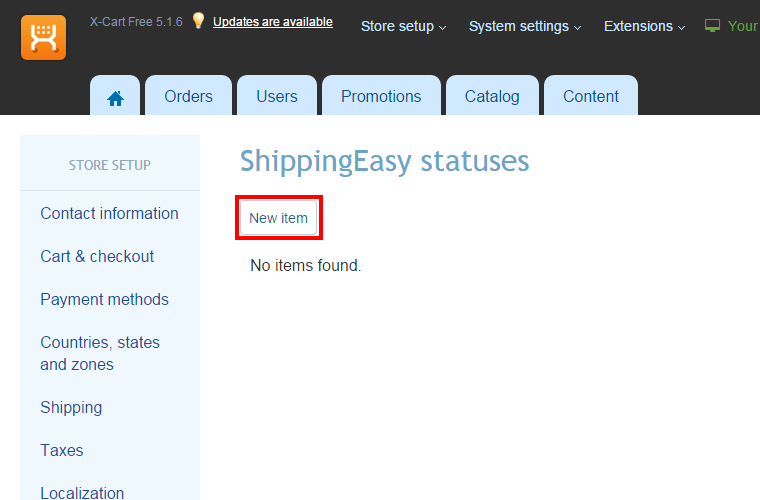 X-Cart Free 5.1.6 Updates are available Store setup System settings Extensions Your
Orders Users Promotions Catalog Content
STORE SETUP
Contact information
Cart & checkout
Payment methods
Countries, states
and zones
Shipping
Taxes
Localization
ShippingEasy statuses
New item
No items found.